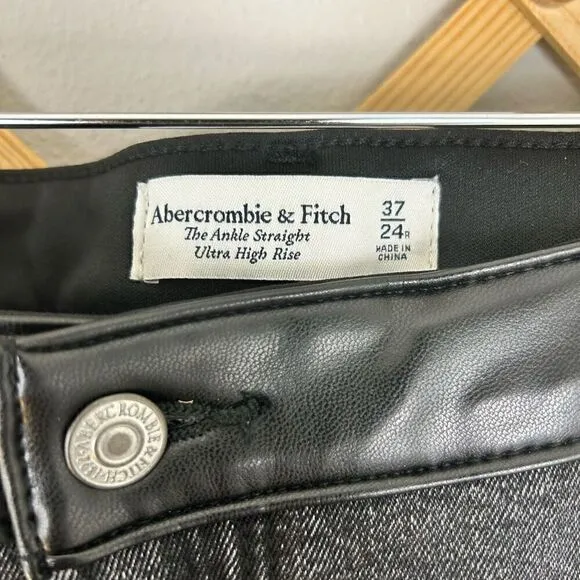 Abercrombie & Fitch
The Ankle Straight
Ultra High Rise
37
24R
MADE IN
CHINA
ABERCROMBIE & FITCH